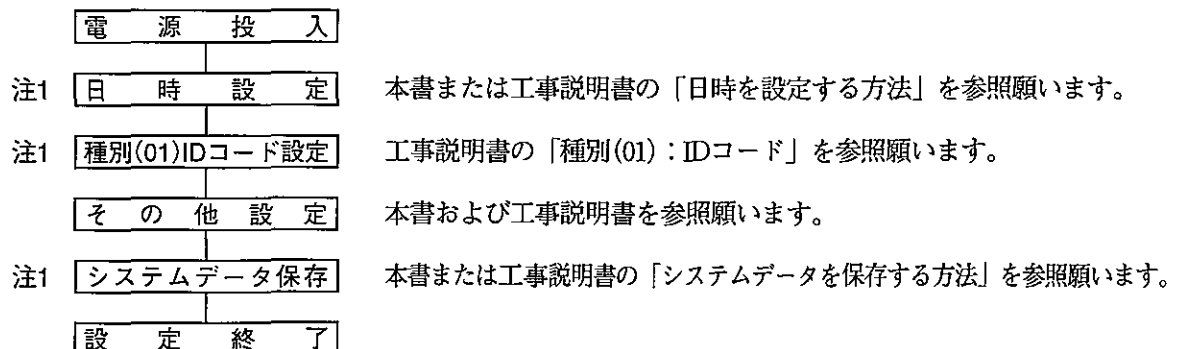 電源投入
注1 日時設定 本書または工事説明書の「日時を設定する方法」を参照願います。
注1 種別(01)IDコード設定 工事説明書の「種別(01)：IDコード」を参照願います。
その他設定 本書および工事説明書を参照願います。
注1 システムデータ保存 本書または工事説明書の「システムデータを保存する方法」を参照願います。
設定終了